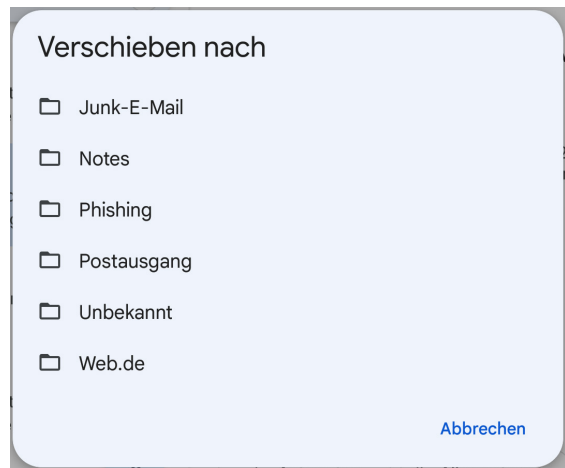 Verschieben nach
Junk-E-Mail
Notes
Phishing
Postausgang
Unbekannt
Web.de
Abbrechen